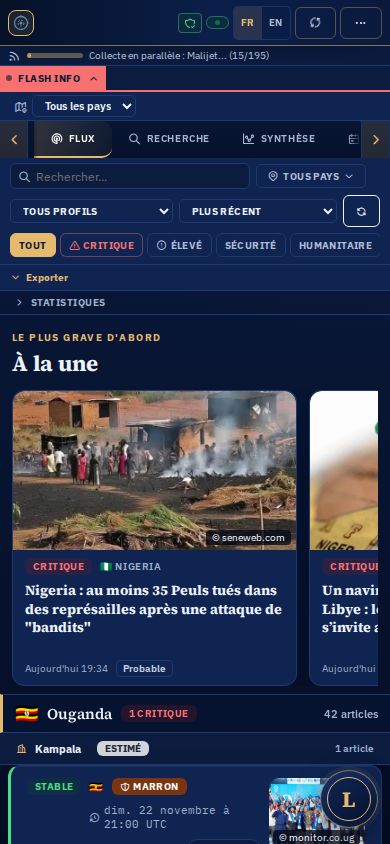 FR EN
Collecte en parallèle : Malijet... (15/195)
FLASH INFO
Tous les pays
FLUX RECHERCHE SYNTHÈSE
Rechercher... TOUS PAYS
TOUS PROFILS PLUS RÉCENT
TOUT CRITIQUE ÉLEVÉ SÉCURITÉ HUMANITAIRE
Exporter
STATISTIQUES
LE PLUS GRAVE D'ABORD
À la une
© seneweb.com
CRITIQUE NIGERIA
Nigeria : au moins 35 Peuls tués dans
des représailles après une attaque de
"bandits"
Aujourd'hui 19:34 Probable
CRITIQUE
Un navir
Libye : l
s'invite a
Aujourd'hui
Ouganda 1 CRITIQUE 42 articles
Kampala ESTIMÉ 1 article
STABLE MARRON
dim. 22 novembre à
21:00 UTC
L
© monitor.co.ug